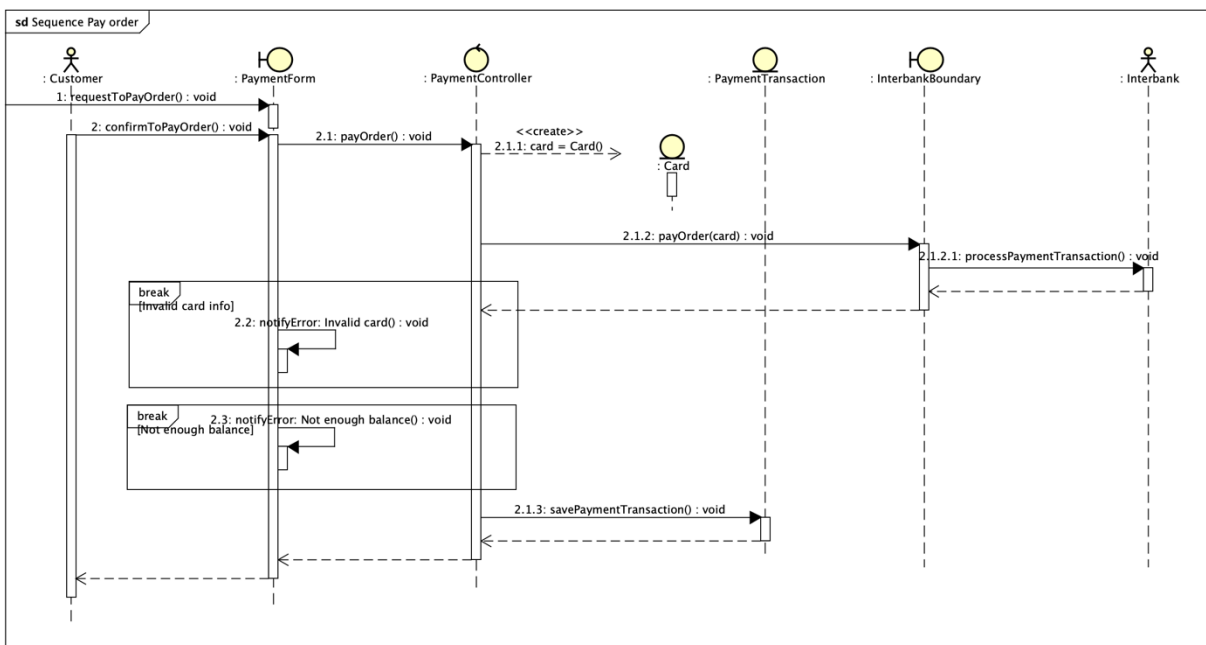 sd Sequence Pay order
: Customer
: PaymentForm
: PaymentController
: PaymentTransaction
: InterbankBoundary
: Interbank
1: requestToPayOrder() : void
2: confirmToPayOrder() : void
2.1: payOrder() : void
<<create>>
2.1.1: card = Card()
: Card
2.1.2: payOrder(card) : void
2.1.2.1: processPaymentTransaction() : void
break
[Invalid card info]
2.2: notifyError: Invalid card() : void
break
2.3: notifyError: Not enough balance() : void
[Not enough balance]
2.1.3: savePaymentTransaction() : void